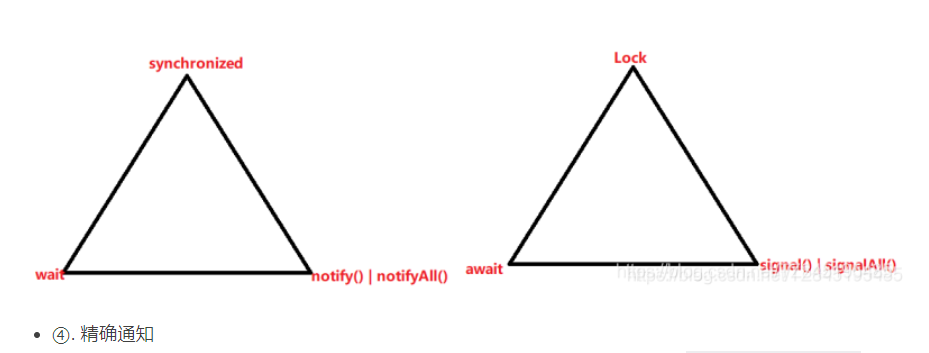 synchronized
Lock
wait
notify() | notifyAll()
await
signal() | signalAll()
④. 精确通知